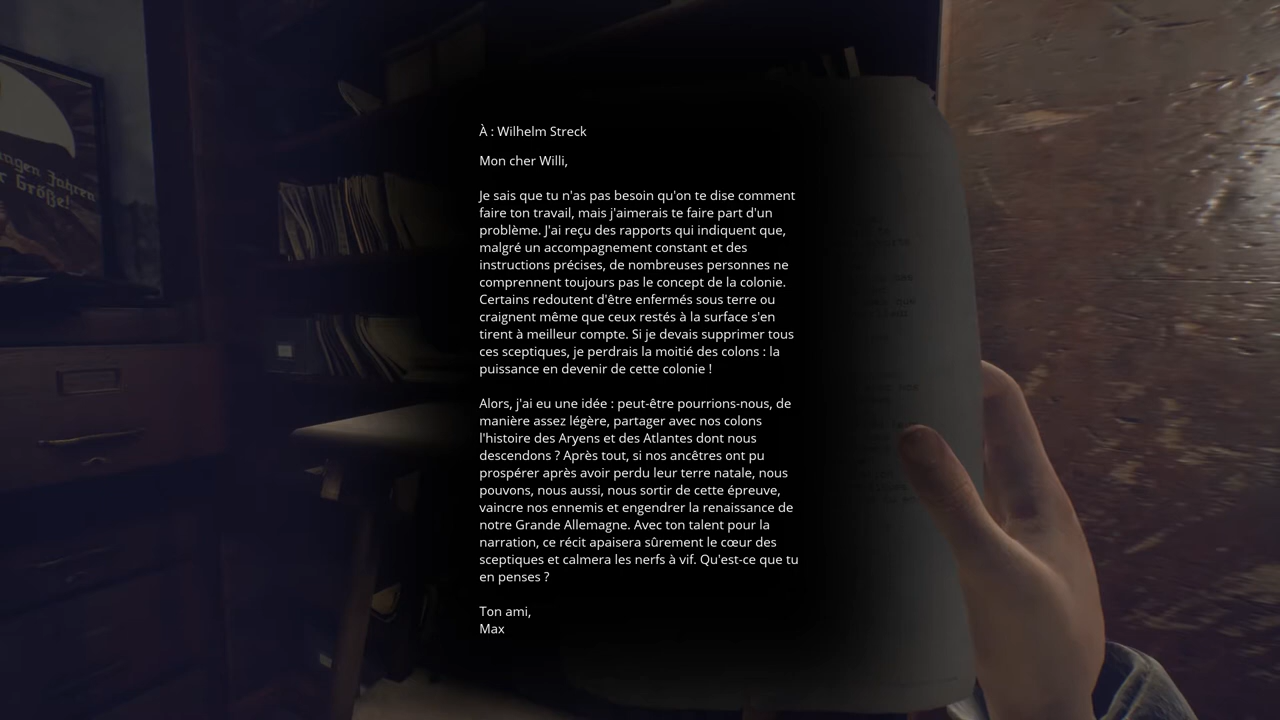 ungen Jahren
r Größe!
À : Wilhelm Streck
Mon cher Willi,
Je sais que tu n'as pas besoin qu'on te dise comment
faire ton travail, mais j'aimerais te faire part d'un
problème. J'ai reçu des rapports qui indiquent que,
malgré un accompagnement constant et des
instructions précises, de nombreuses personnes ne
comprennent toujours pas le concept de la colonie.
Certains redoutent d'être enfermés sous terre ou
craignent même que ceux restés à la surface s'en
tirent à meilleur compte. Si je devais supprimer tous
ces sceptiques, je perdrais la moitié des colons : la
puissance en devenir de cette colonie !
Alors, j'ai eu une idée : peut-être pourrions-nous, de
manière assez légère, partager avec nos colons
l'histoire des Aryens et des Atlantes dont nous
descendons ? Après tout, si nos ancêtres ont pu
prospérer après avoir perdu leur terre natale, nous
pouvons, nous aussi, nous sortir de cette épreuve,
vaincre nos ennemis et engendrer la renaissance de
notre Grande Allemagne. Avec ton talent pour la
narration, ce récit apaisera sûrement le cœur des
sceptiques et calmera les nerfs à vif. Qu'est-ce que tu
en penses ?
Ton ami,
Max